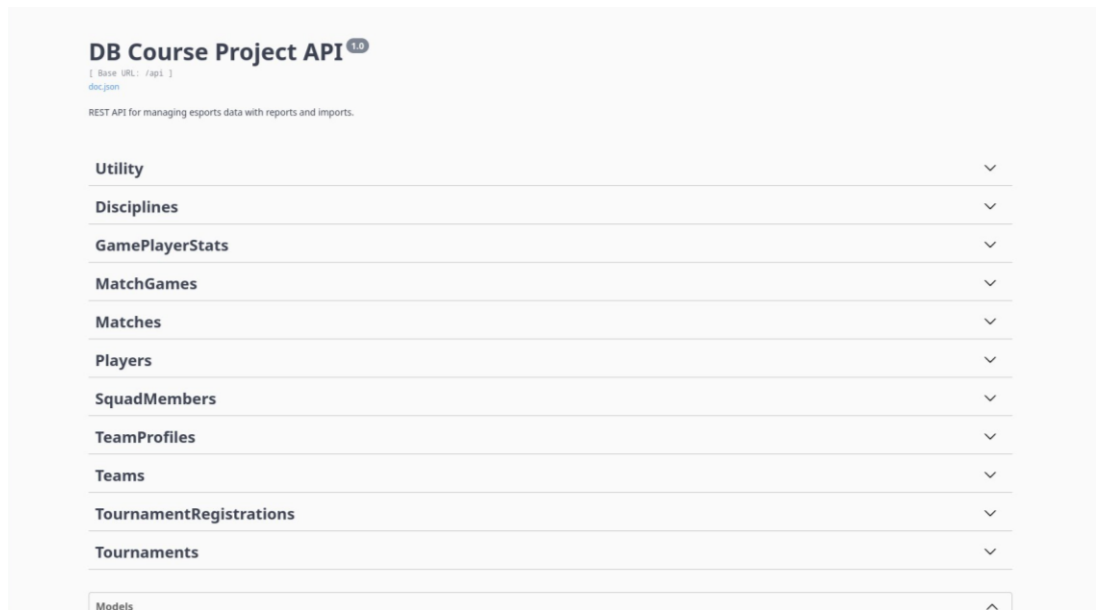 DB Course Project API 1.0
[ Base URL: /api ]
doc.json
REST API for managing esports data with reports and imports.
Utility
Disciplines
GamePlayerStats
MatchGames
Matches
Players
SquadMembers
TeamProfiles
Teams
TournamentRegistrations
Tournaments
Models